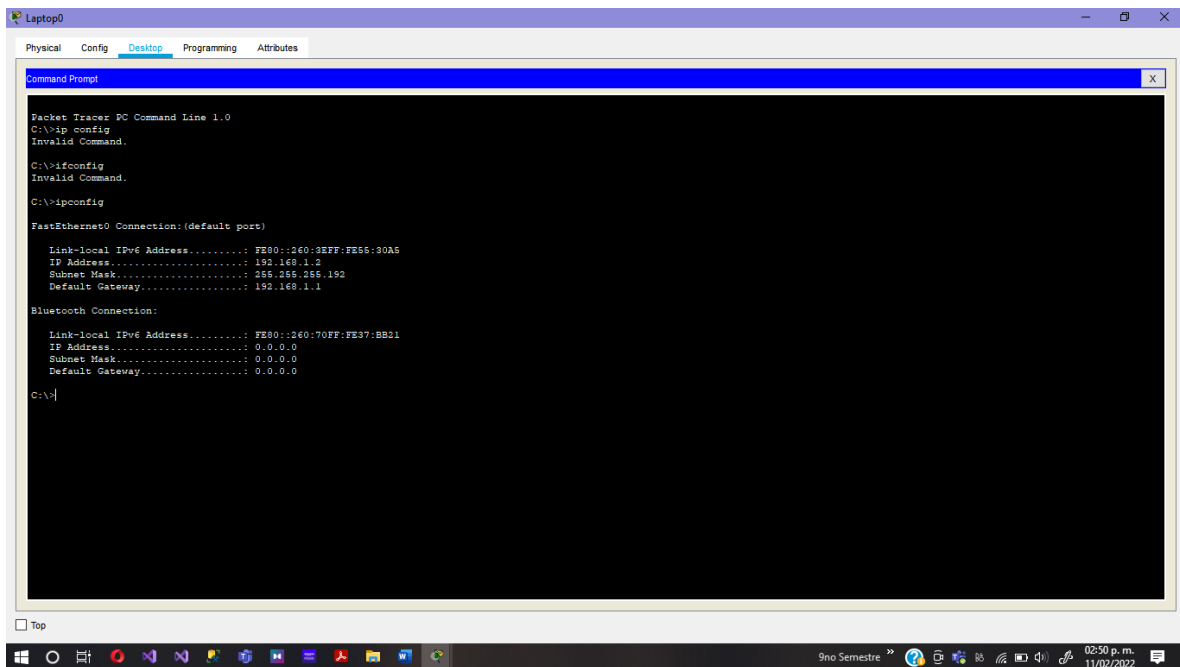 Laptop0
Physical Config Desktop Programming Attributes
Command Prompt
X
Packet Tracer PC Command Line 1.0
C:\>ip config
Invalid Command.
C:\>ifconfig
Invalid Command.
C:\>ipconfig
FastEthernet0 Connection:(default port)
Link-local IPv6 Address.........: FE80::260:3EFF:FE55:30A5
IP Address......................: 192.168.1.2
Subnet Mask.....................: 255.255.255.192
Default Gateway.................: 192.168.1.1
Bluetooth Connection:
Link-local IPv6 Address.........: FE80::260:70FF:FE37:BB21
IP Address......................: 0.0.0.0
Subnet Mask.....................: 0.0.0.0
Default Gateway.................: 0.0.0.0
C:\>
Top
9no Semestre »
02:50 p. m.
11/02/2022